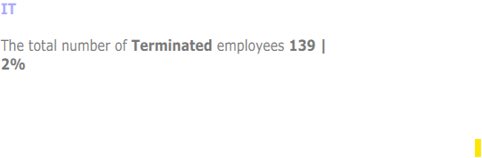 IT
The total number of Terminated employees 139 |
2%